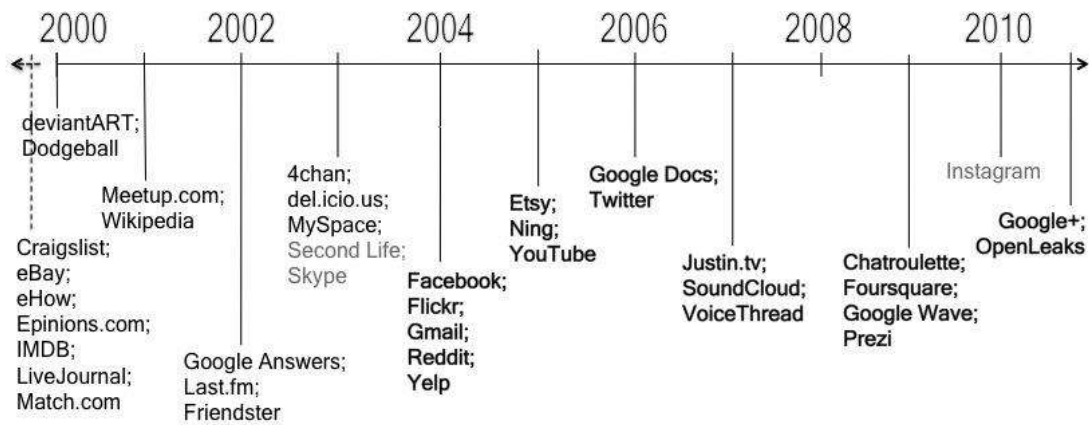 2000 2002 2004 2006 2008 2010
deviantART;
Dodgeball
Meetup.com;
Wikipedia
Craigslist;
eBay;
eHow;
Epinions.com;
IMDB;
LiveJournal;
Match.com
Google Answers;
Last.fm;
Friendster
4chan;
del.icio.us;
MySpace;
Second Life;
Skype
Facebook;
Flickr;
Gmail;
Reddit;
Yelp
Etsy;
Ning;
YouTube
Google Docs;
Twitter
Justin.tv;
SoundCloud;
VoiceThread
Chatroulette;
Foursquare;
Google Wave;
Prezi
Instagram
Google+;
OpenLeaks